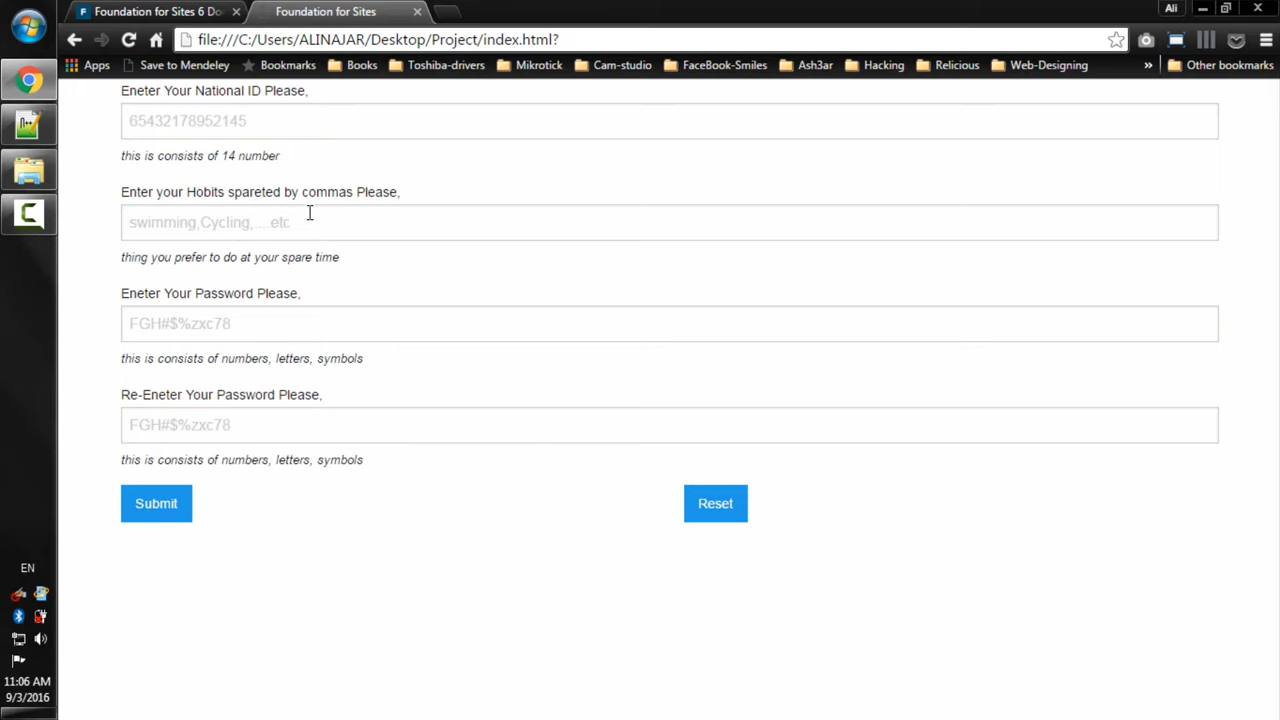 Foundation for Sites 6 Do
Foundation for Sites
Ali
file:///C:/Users/ALINAJAR/Desktop/Project/index.html?
Apps
Save to Mendeley
Bookmarks
Books
Toshiba-drivers
Mikrotick
Cam-studio
FaceBook-Smiles
Ash3ar
Hacking
Relicious
Web-Designing
»
Other bookmarks
Eneter Your National ID Please,
65432178952145
this is consists of 14 number
Enter your Hobits spareted by commas Please,
swimming,Cycling,....etc
thing you prefer to do at your spare time
Eneter Your Password Please,
FGH#$%zxc78
this is consists of numbers, letters, symbols
Re-Eneter Your Password Please,
FGH#$%zxc78
this is consists of numbers, letters, symbols
Submit
Reset
EN
11:06 AM
9/3/2016